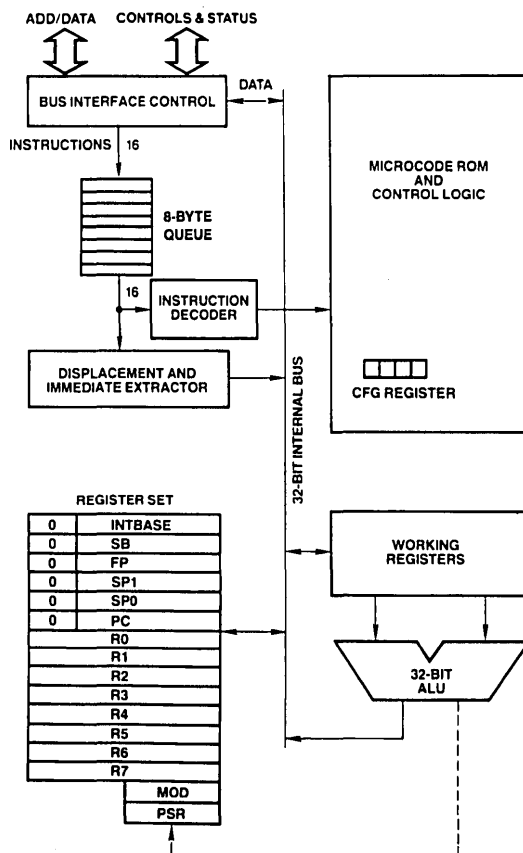 ADD/DATA
CONTROLS & STATUS
BUS INTERFACE CONTROL
DATA
INSTRUCTIONS
16
8-BYTE
QUEUE
16
INSTRUCTION
DECODER
DISPLACEMENT AND
IMMEDIATE EXTRACTOR
MICROCODE ROM
AND
CONTROL LOGIC
CFG REGISTER
32-BIT INTERNAL BUS
REGISTER SET
0 INTBASE
0 SB
0 FP
0 SP1
0 SP0
0 PC
R0
R1
R2
R3
R4
R5
R6
R7
MOD
PSR
WORKING
REGISTERS
32-BIT
ALU